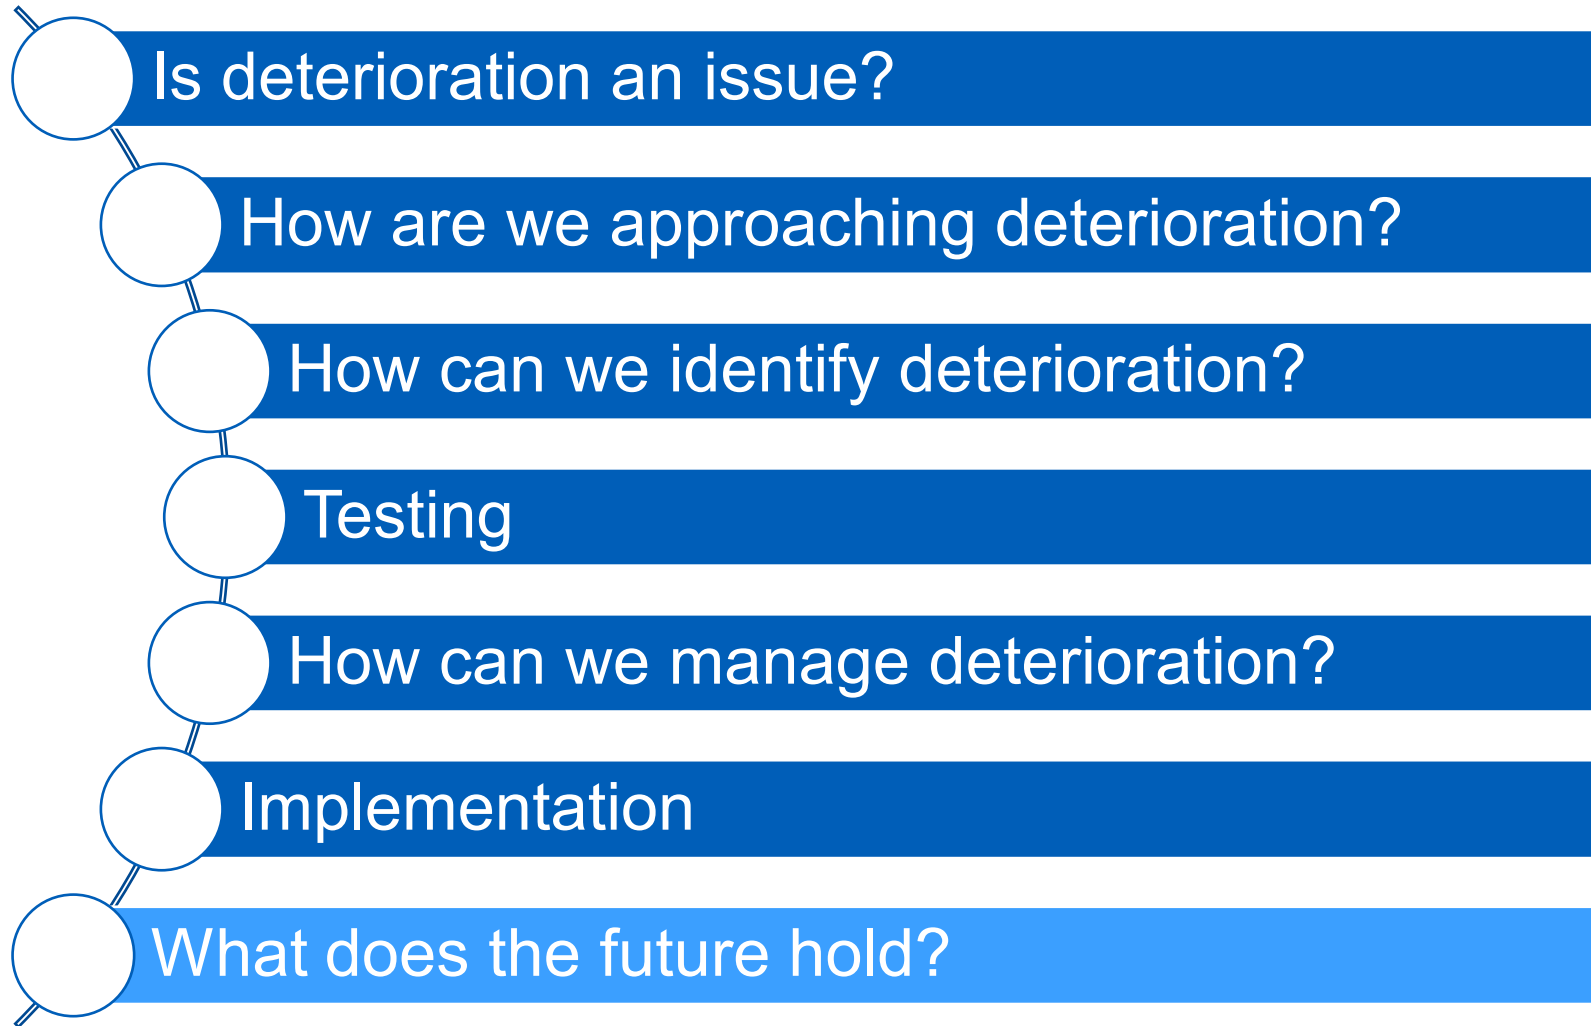 Is deterioration an issue?
How are we approaching deterioration?
How can we identify deterioration?
Testing
How can we manage deterioration?
Implementation
What does the future hold?